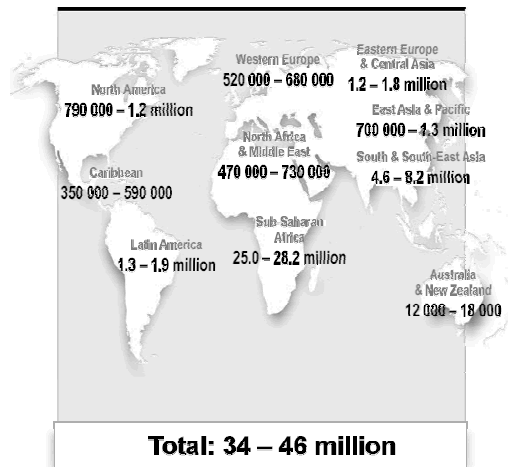 Western Europe
520 000 – 680 000
Eastern Europe
& Central Asia
1.2 – 1.8 million
North America
790 000 – 1.2 million
East Asia & Pacific
700 000 – 1.3 million
North Africa
& Middle East
470 000 – 730 000
South & South-East Asia
4.6 – 8.2 million
Caribbean
350 000 – 590 000
Sub Saharan
Africa
25.0 – 28.2 million
Latin America
1.3 – 1.9 million
Australia
& New Zealand
12 000 – 18 000
Total: 34 – 46 million